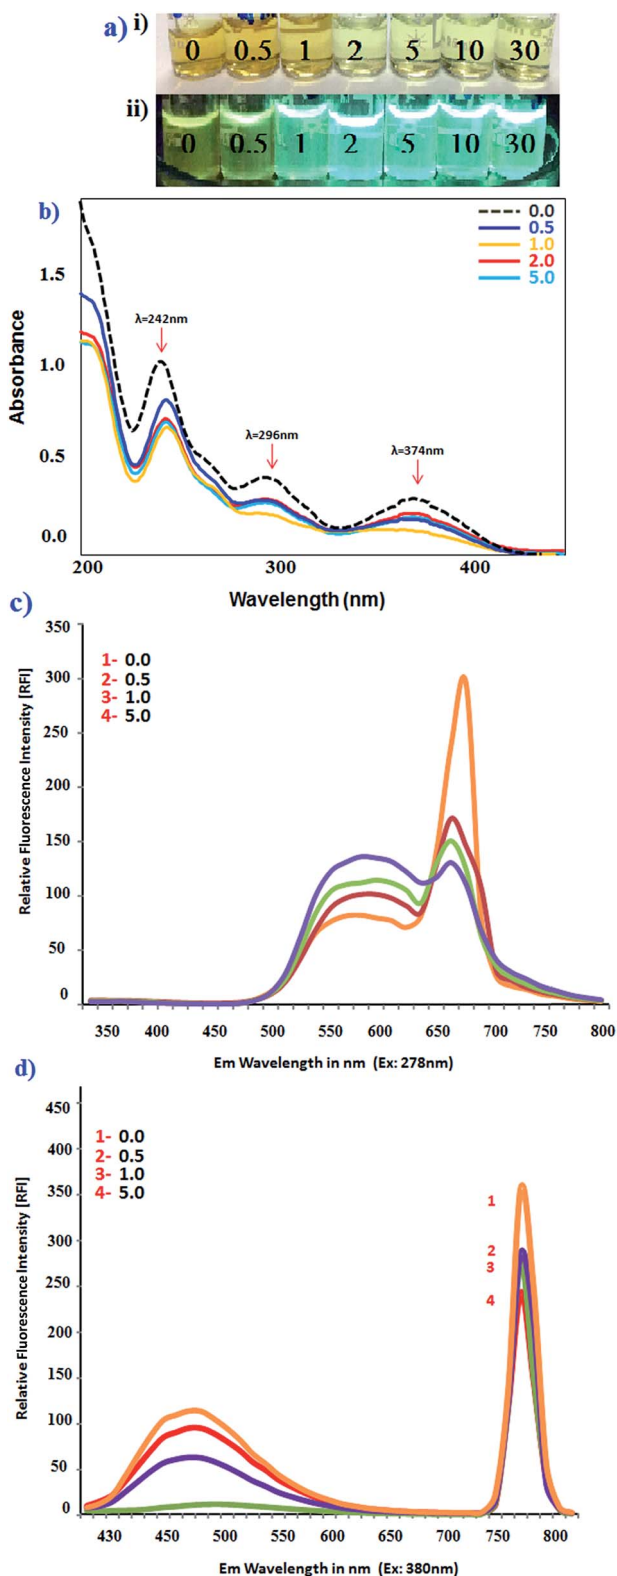 a) i)
0 0.5 1 2 5 10 30
ii)
0 0.5 1 2 5 10 30
b)
0.0
0.5
1.0
2.0
5.0
1.5
1.0
0.5
0.0
Absorbance
λ=242nm
λ=296nm
λ=374nm
200 300 400
Wavelength (nm)
c)
350
300
250
200
150
100
50
0
Relative Fluorescence Intensity [RFI]
1- 0.0
2- 0.5
3- 1.0
4- 5.0
350 400 450 500 550 600 650 700 750 800
Em Wavelength in nm (Ex: 278nm)
d)
450
400
350
300
250
200
150
100
50
0
Relative Fluorescence Intensity [RFI]
1- 0.0
2- 0.5
3- 1.0
4- 5.0
1
2
3
4
430 450 500 550 600 650 700 750 800
Em Wavelength in nm (Ex: 380nm)